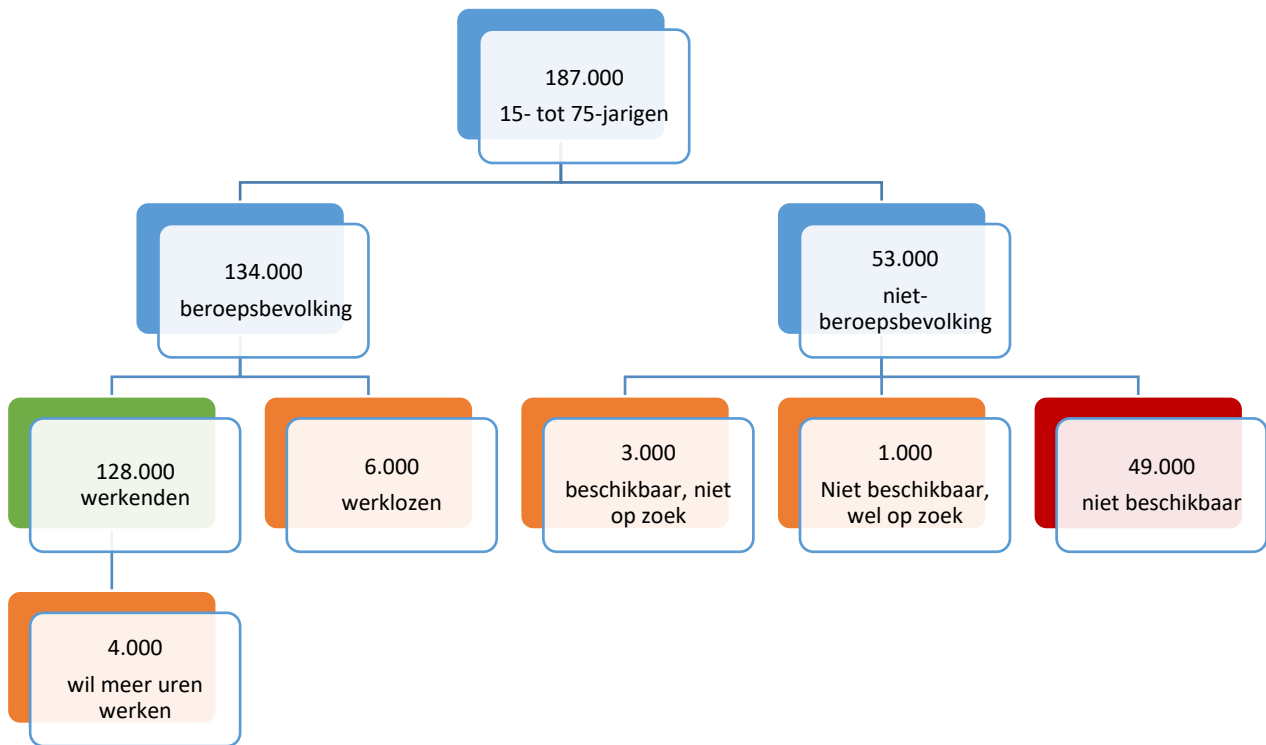 187.000
15- tot 75-jarigen
134.000
beroepsbevolking
53.000
niet-
beroepsbevolking
128.000
werkenden
6.000
werklozen
3.000
beschikbaar, niet
op zoek
1.000
Niet beschikbaar,
wel op zoek
49.000
niet beschikbaar
4.000
wil meer uren
werken